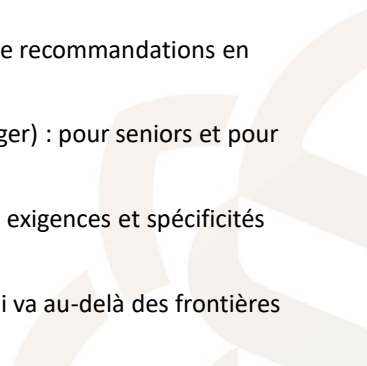 e recommandations en
ger) : pour seniors et pour
exigences et spécificités
i va au-delà des frontières